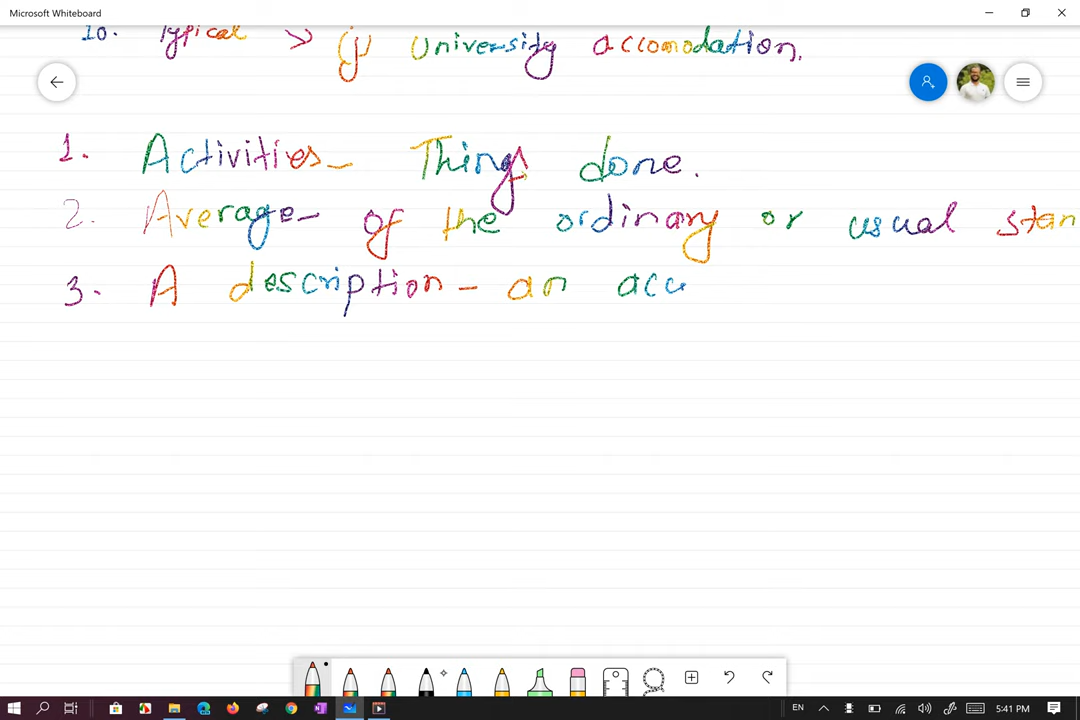 Microsoft Whiteboard
10. Typical > (j) University accomodation.
1. Activities - Things done.
2. Average - of the ordinary or usual stan
3. A description - an acc
EN 5:41 PM